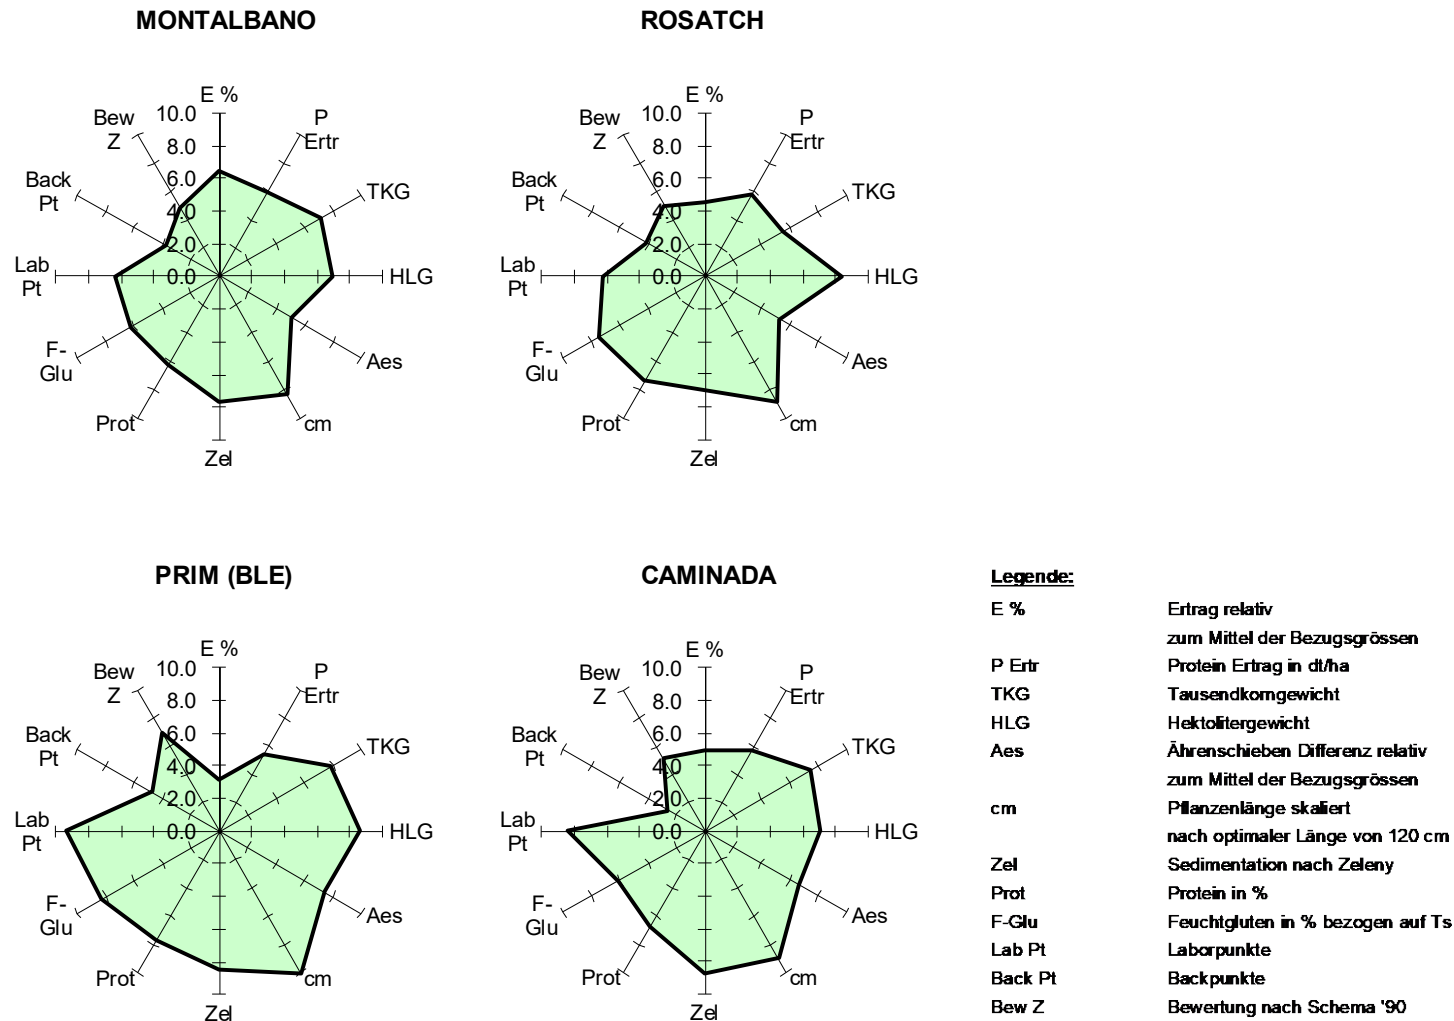 MONTALBANO
E %
P
Ertr
TKG
HLG
Aes
cm
Zel
Prot
F-
Glu
Lab
Pt
Back
Pt
Bew
Z
10.0
8.0
6.0
4.0
2.0
0.0
ROSATCH
E %
P
Ertr
TKG
HLG
Aes
cm
Zel
Prot
F-
Glu
Lab
Pt
Back
Pt
Bew
Z
10.0
8.0
6.0
4.0
2.0
0.0
PRIM (BLE)
E %
P
Ertr
TKG
HLG
Aes
cm
Zel
Prot
F-
Glu
Lab
Pt
Back
Pt
Bew
Z
10.0
8.0
6.0
4.0
2.0
0.0
CAMINADA
E %
P
Ertr
TKG
HLG
Aes
cm
Zel
Prot
F-
Glu
Lab
Pt
Back
Pt
Bew
Z
10.0
8.0
6.0
4.0
2.0
0.0
Legende:
E % Ertrag relativ
zum Mittel der Bezugsgrössen
P Ertr Protein Ertrag in dt/ha
TKG Tausendkorngewicht
HLG Hektolitergewicht
Aes Ährenschieben Differenz relativ
zum Mittel der Bezugsgrössen
cm Pflanzenlänge skaliert
nach optimaler Länge von 120 cm
Zel Sedimentation nach Zeleny
Prot Protein in %
F-Glu Feuchtgluten in % bezogen auf Ts
Lab Pt Laborpunkte
Back Pt Backpunkte
Bew Z Bewertung nach Schema '90